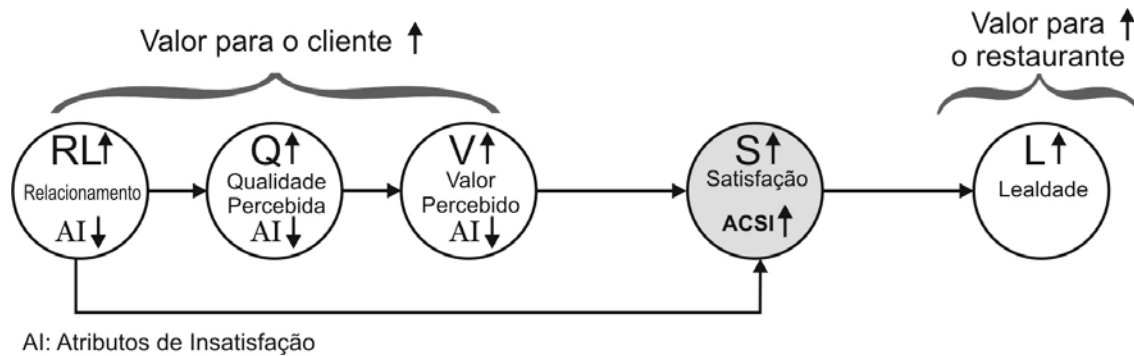 Valor para o cliente ↑
Valor para ↑
o restaurante
RL↑
Relacionamento
AI↓
Q↑
Qualidade
Percebida
AI↓
V↑
Valor
Percebido
AI↓
S↑
Satisfação
ACSI↑
L↑
Lealdade
AI: Atributos de Insatisfação